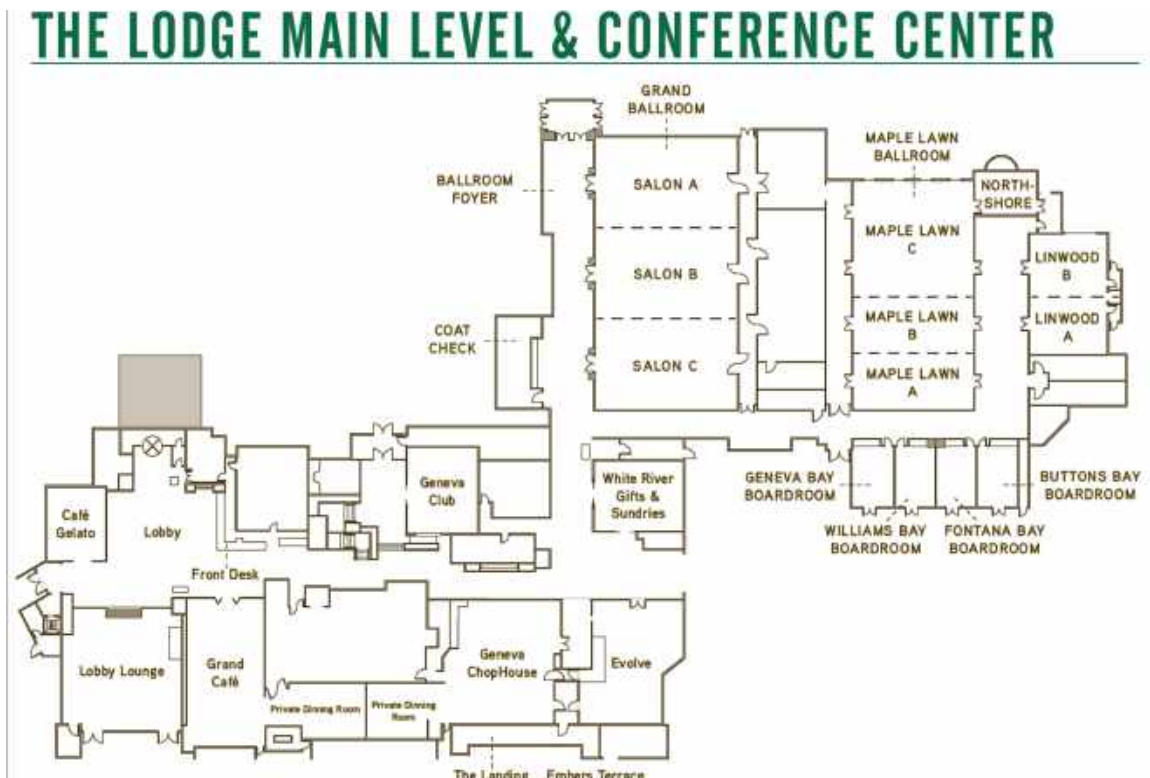 THE LODGE MAIN LEVEL & CONFERENCE CENTER
GRAND
BALLROOM
MAPLE LAWN
BALLROOM
BALLROOM
FOYER
SALON A
NORTH-
SHORE
MAPLE LAWN
C
SALON B
LINWOOD
B
COAT
CHECK
MAPLE LAWN
B
LINWOOD
A
SALON C
MAPLE LAWN
A
Geneva
Club
White River
Gifts &
Sundries
GENEVA BAY
BOARDROOM
BUTTONS BAY
BOARDROOM
Café
Gelato
Lobby
WILLIAMS BAY
BOARDROOM
FONTANA BAY
BOARDROOM
Front Desk
Lobby Lounge
Grand
Café
Geneva
ChopHouse
Evolve
Private Dinning Room
Private Dinning
Room
The Landing
Embers Terrace